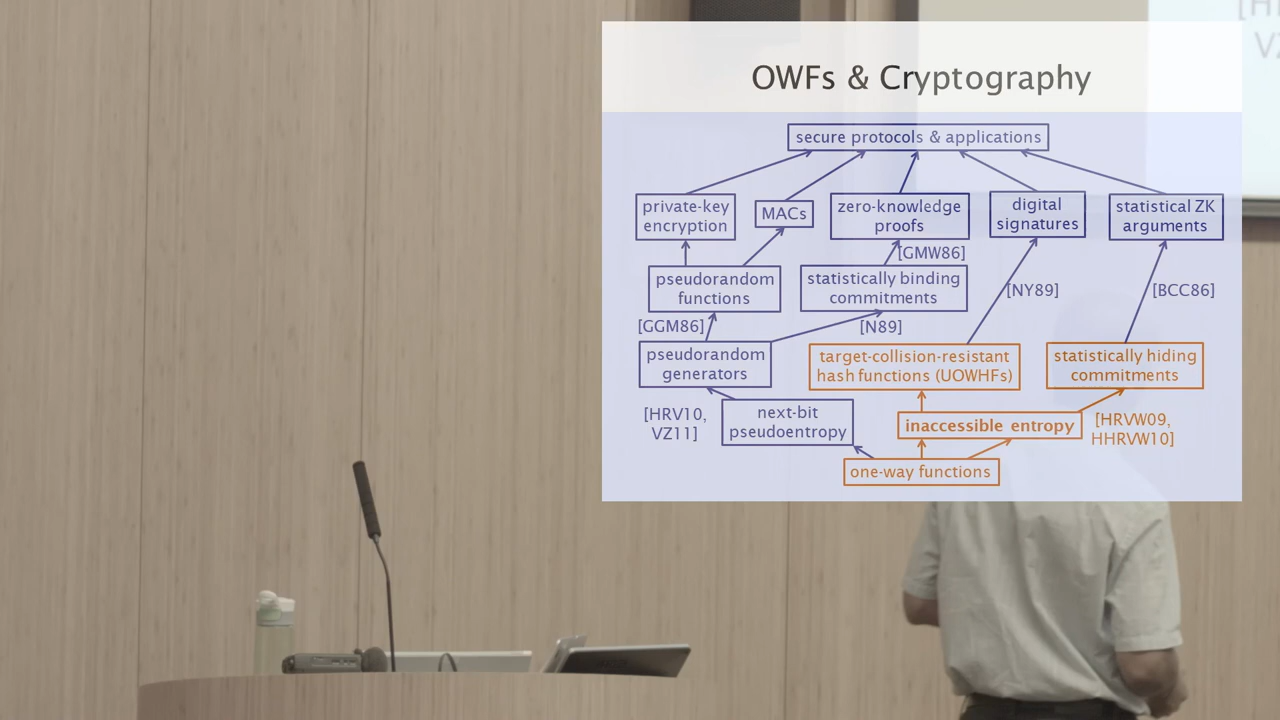 OWFs & Cryptography
secure protocols & applications
private-key
encryption
MACs
zero-knowledge
proofs
digital
signatures
statistical ZK
arguments
[GMW86]
pseudorandom
functions
statistically binding
commitments
[NY89]
[BCC86]
[GGM86]
[N89]
pseudorandom
generators
target-collision-resistant
hash functions (UOWHFs)
statistically hiding
commitments
[HRV10,
VZ11]
next-bit
pseudoentropy
inaccessible entropy
[HRVW09,
HHRVW10]
one-way functions